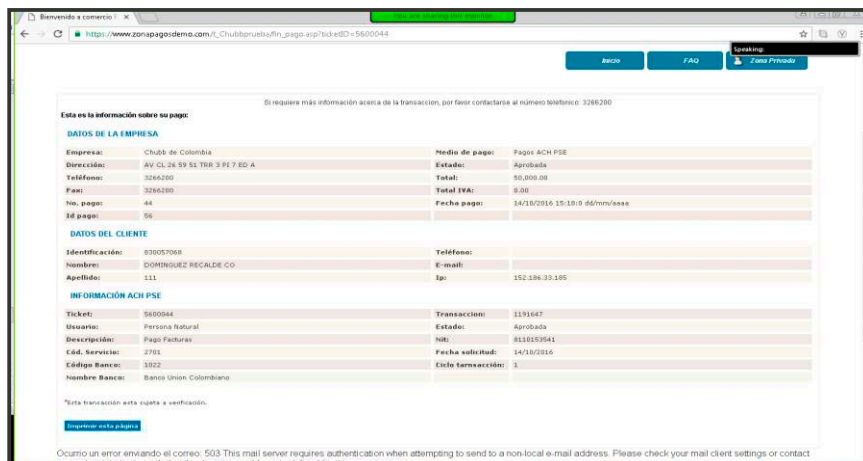 Bienvenido a comercio
https://www.zonapagosdemo.com/t_Chubbprueba/fin_pago.asp?ticketID=5600044
Speaking:
Inicio FAQ Zona Privada
Si requiere más información acerca de la transaccion, por favor contactarse al número telefonico: 3266200
Esta es la información sobre su pago:
DATOS DE LA EMPRESA
Empresa: Chubb de Colombia Medio de pago: Pagos ACH PSE
Dirección: AV CL 26 59 51 TRR 3 PI 7 ED A Estado: Aprobada
Teléfono: 3266200 Total: 50,000.00
Fax: 3266200 Total IVA: 0.00
No. pago: 44 Fecha pago: 14/10/2016 15:10:0 dd/mm/aaaa
Id pago: 56
DATOS DEL CLIENTE
Identificación: 830057068 Teléfono:
Nombre: DOMINGUEZ RECALDE CO E-mail:
Apellido: 111 Ip: 152.186.33.185
INFORMACIÓN ACH PSE
Ticket: 5600044 Transaccion: 1191647
Usuario: Persona Natural Estado: Aprobada
Descripción: Pago Facturas Nit: 8110153541
Cód. Servicio: 2701 Fecha solicitud: 14/10/2016
Código Banco: 1022 Ciclo tarnsacción: 1
Nombre Banco: Banco Union Colombiano
*Esta transacción esta sujeta a verificación.
Imprimir esta página
Ocurrio un error enviando el correo: 503 This mail server requires authentication when attempting to send to a non-local e-mail address. Please check your mail client settings or contact